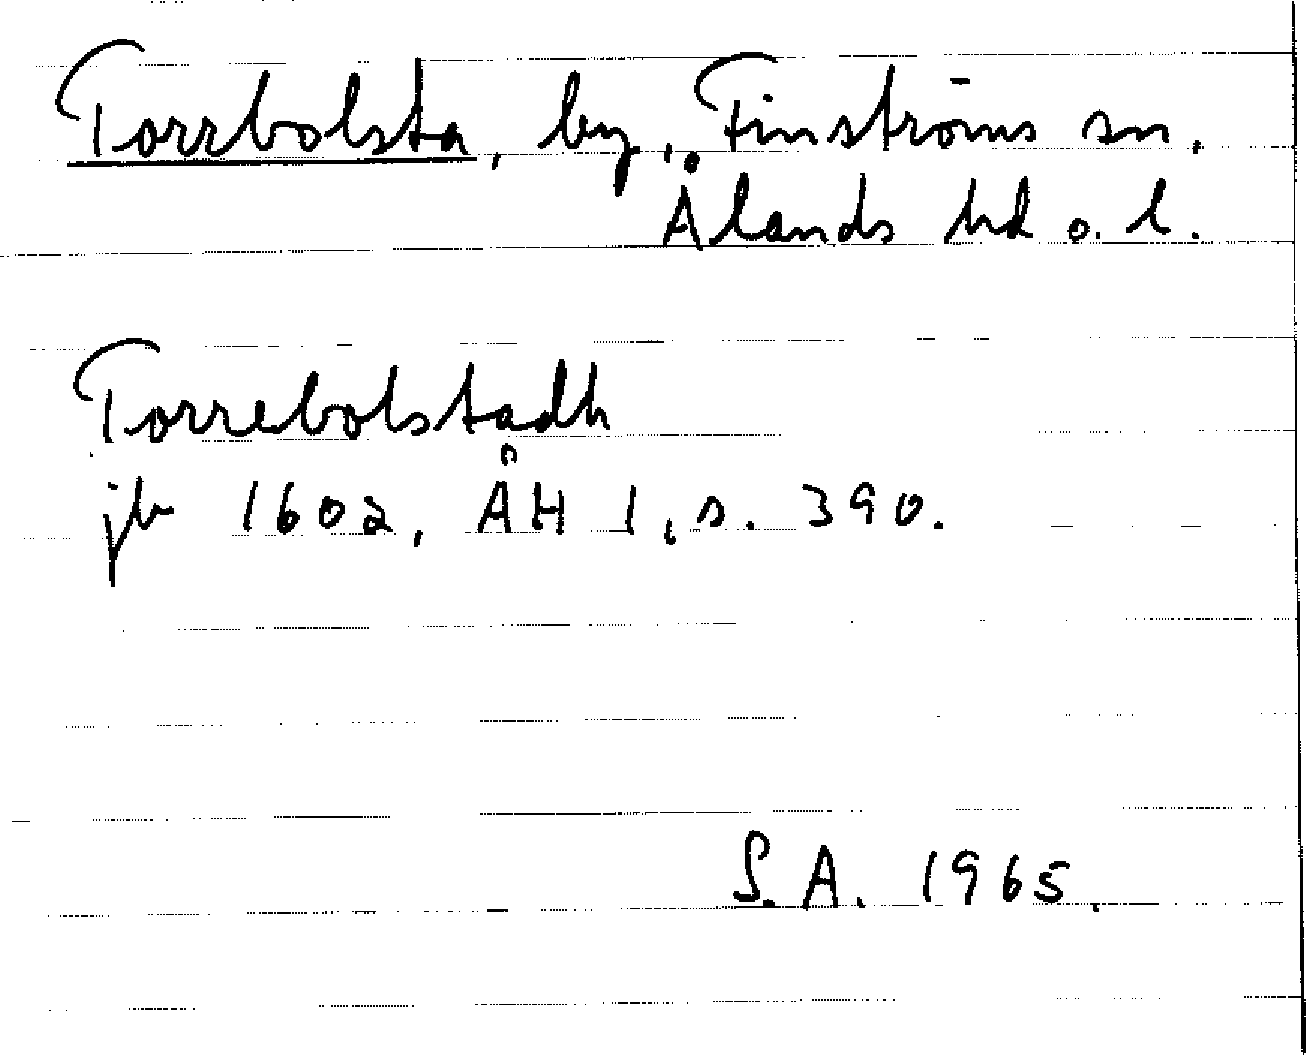 Torrbolsta, by, Finströms sn.
Ålands hd o. l.
Torrebolstadh
jb 1602, ÅH 1, s. 390.
S.A. 1965.